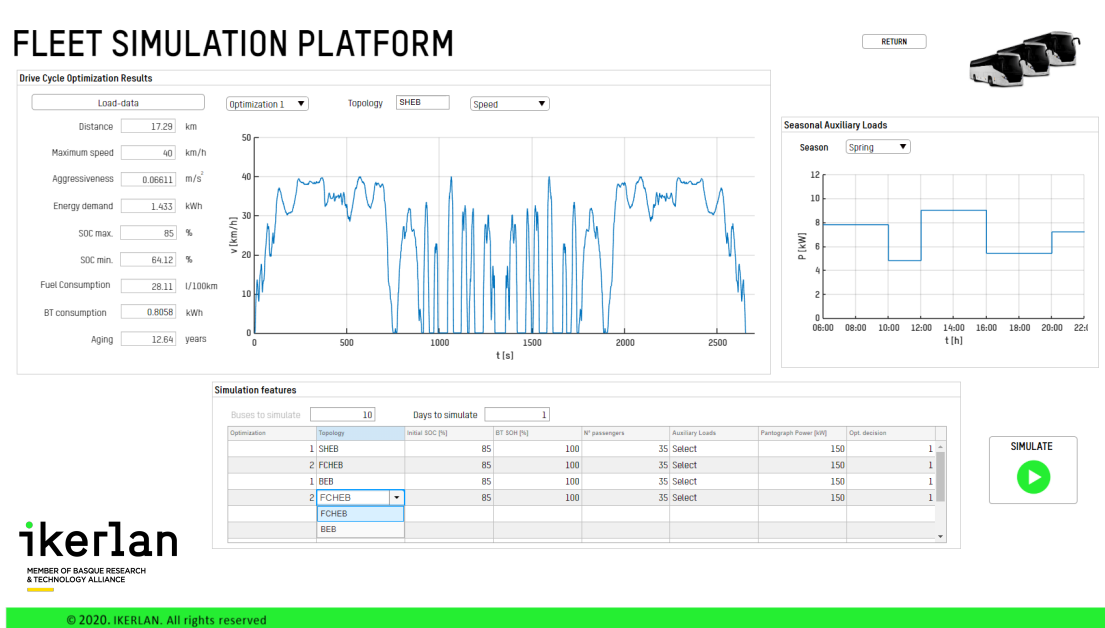 FLEET SIMULATION PLATFORM
RETURN
Drive Cycle Optimization Results
Load-data
Optimization 1
Topology
SHEB
Speed
Distance
17.29
km
Maximum speed
40
km/h
Aggressiveness
0.06611
m/s²
Energy demand
1.433
kWh
SOC max.
85
%
SOC min.
64.12
%
Fuel Consumption
28.11
l/100km
BT consumption
0.8058
kWh
Aging
12.64
years
v [km/h]
50
40
30
20
10
0
0
500
1000
1500
2000
2500
t [s]
Seasonal Auxiliary Loads
Season
Spring
P [kW]
12
10
8
6
4
2
0
06:00
08:00
10:00
12:00
14:00
16:00
18:00
20:00
22:(
t [h]
Simulation features
Buses to simulate
10
Days to simulate
1
Optimization Topology Initial SOC [%] BT SOH [%] Nº passengers Auxiliary Loads Pantograph Power [kW] Opt. decision
1 SHEB 85 100 35 Select 150 1
2 FCHEB 85 100 35 Select 150 1
1 BEB 85 100 35 Select 150 1
2 FCHEB 85 100 35 Select 150 1
FCHEB
BEB
SIMULATE
ikerlan
MEMBER OF BASQUE RESEARCH
& TECHNOLOGY ALLIANCE
© 2020. IKERLAN. All rights reserved